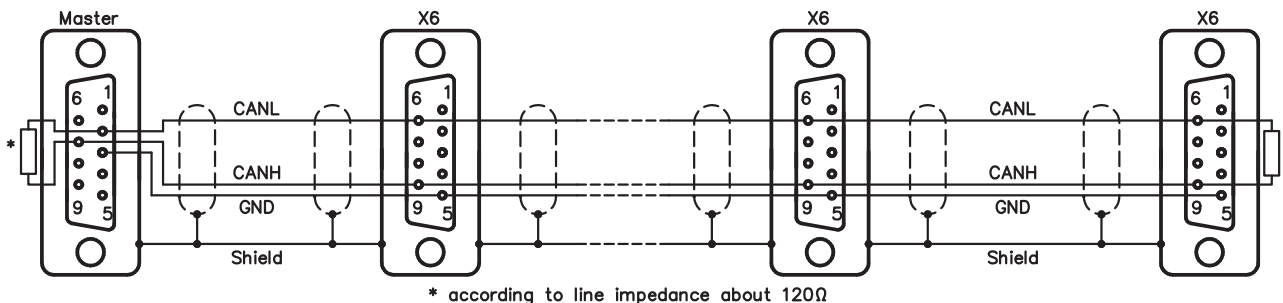 Master X6 X6 X6
6 1 6 1 6 1 6 1
CANL CANL
*
CANH CANH
9 5 9 5 9 5 9 5
GND GND
Shield Shield
* according to line impedance about 120Ω